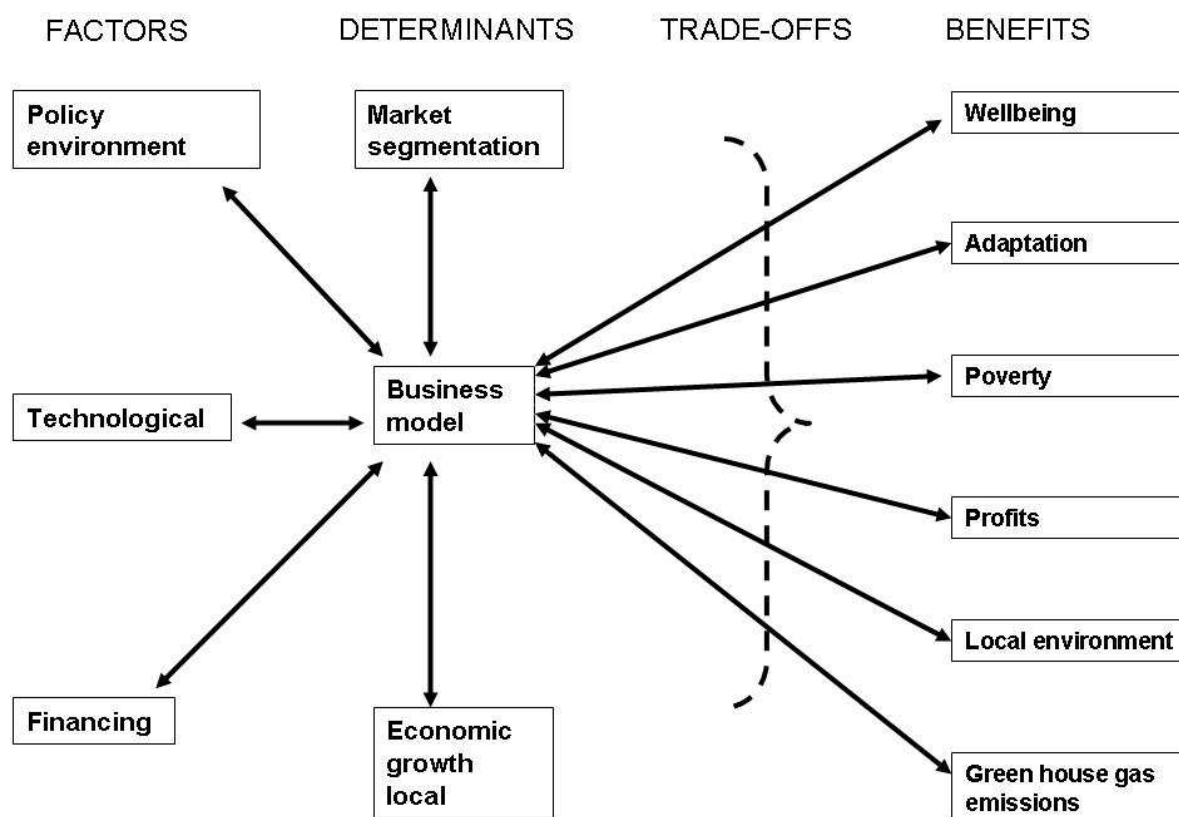 FACTORS
DETERMINANTS
TRADE-OFFS
BENEFITS
Policy
environment
Market
segmentation
Wellbeing
Adaptation
Technological
Business
model
Poverty
Profits
Local environment
Financing
Economic
growth
local
Green house gas
emissions